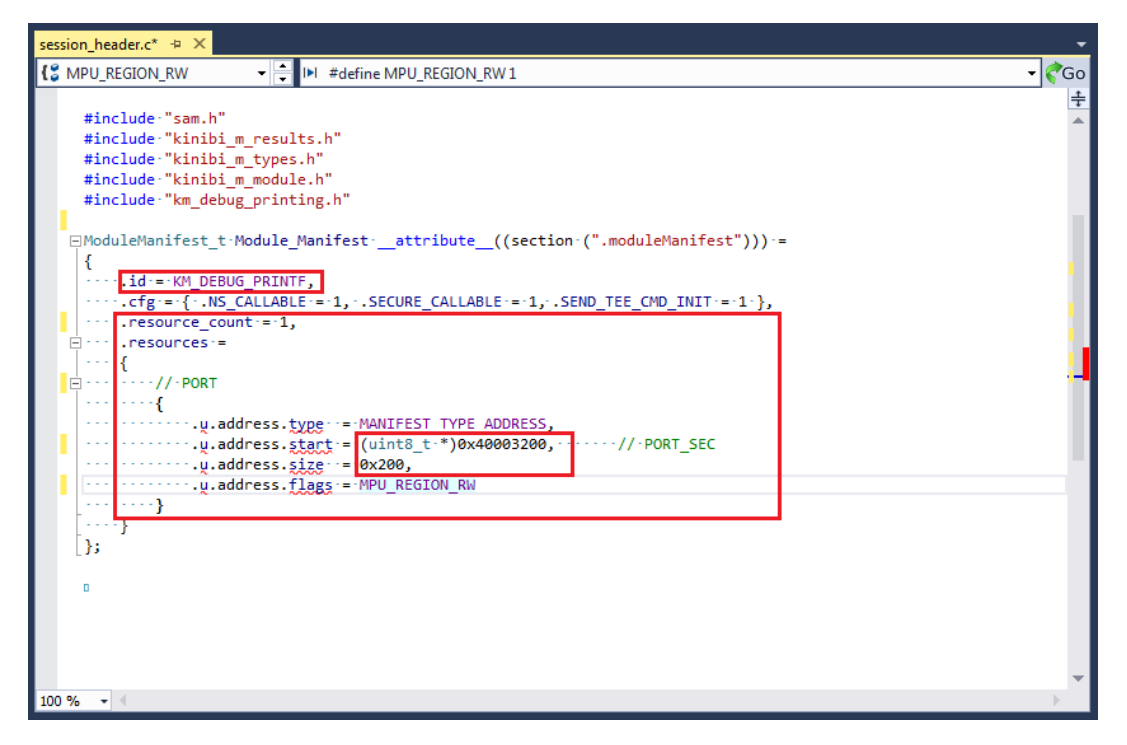 session_header.c*
MPU_REGION_RW #define MPU_REGION_RW 1 Go
#include "sam.h"
#include "kinibi_m_results.h"
#include "kinibi_m_types.h"
#include "kinibi_m_module.h"
#include "km_debug_printing.h"
ModuleManifest_t Module_Manifest __attribute__((section (".moduleManifest"))) =
{
.id = KM_DEBUG_PRINTF,
.cfg = { .NS_CALLABLE = 1, .SECURE_CALLABLE = 1, .SEND_TEE_CMD_INIT = 1 },
.resource_count = 1,
.resources =
{
// PORT
{
.u.address.type = MANIFEST_TYPE_ADDRESS,
.u.address.start = (uint8_t *)0x40003200, // PORT_SEC
.u.address.size = 0x200,
.u.address.flags = MPU_REGION_RW
}
}
};
100 %